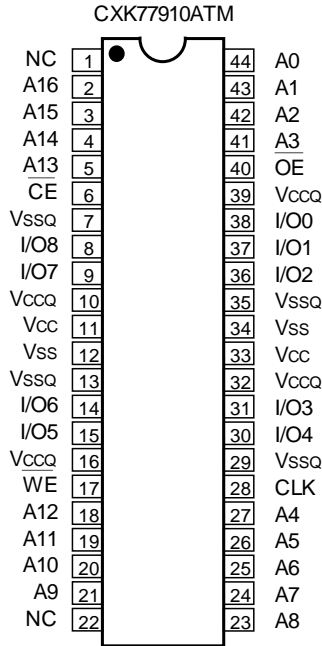 CXK77910ATM
NC 1 44 A0
A16 2 43 A1
A15 3 42 A2
A14 4 41 A3
A13 5 40 OE
CE 6 39 VCCQ
VSSQ 7 38 I/O0
I/O8 8 37 I/O1
I/O7 9 36 I/O2
VCCQ 10 35 VSSQ
VCC 11 34 VSS
VSS 12 33 VCC
VSSQ 13 32 VCCQ
I/O6 14 31 I/O3
I/O5 15 30 I/O4
VCCQ 16 29 VSSQ
WE 17 28 CLK
A12 18 27 A4
A11 19 26 A5
A10 20 25 A6
A9 21 24 A7
NC 22 23 A8